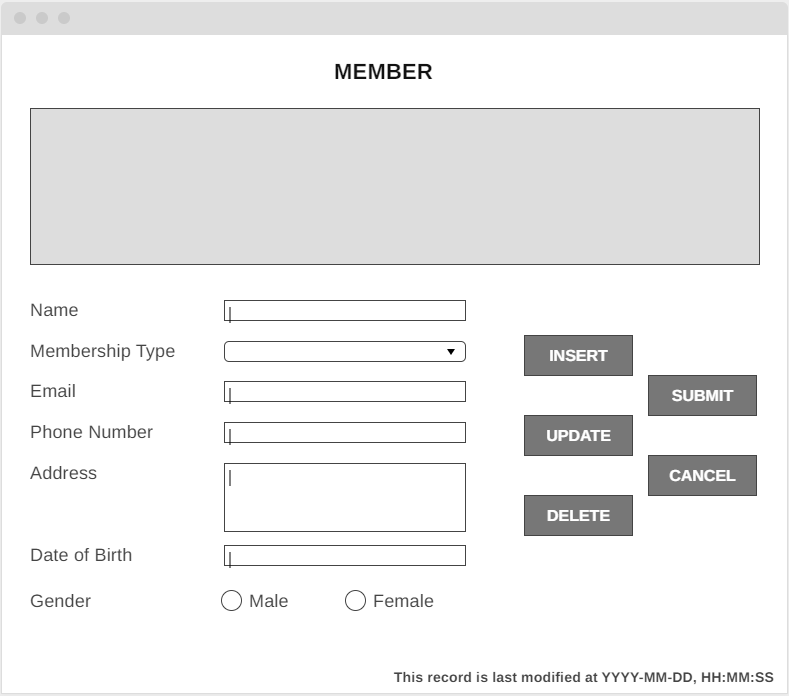 MEMBER
Name
Membership Type
INSERT
Email
SUBMIT
Phone Number
UPDATE
Address
CANCEL
DELETE
Date of Birth
Gender
Male
Female
This record is last modified at YYYY-MM-DD, HH:MM:SS